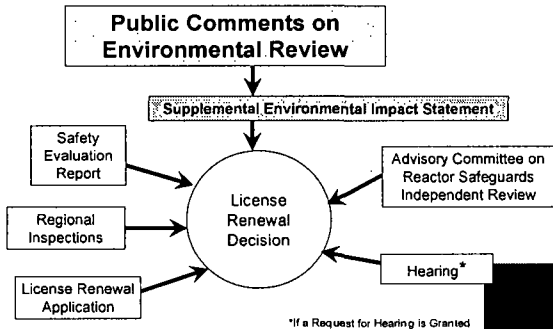 Public Comments on
Environmental Review
Supplemental Environmental Impact Statement
Safety
Evaluation
Report
Advisory Committee on
Reactor Safeguards
Independent Review
License
Renewal
Decision
Regional
Inspections
Hearing*
License Renewal
Application
*If a Request for Hearing is Granted